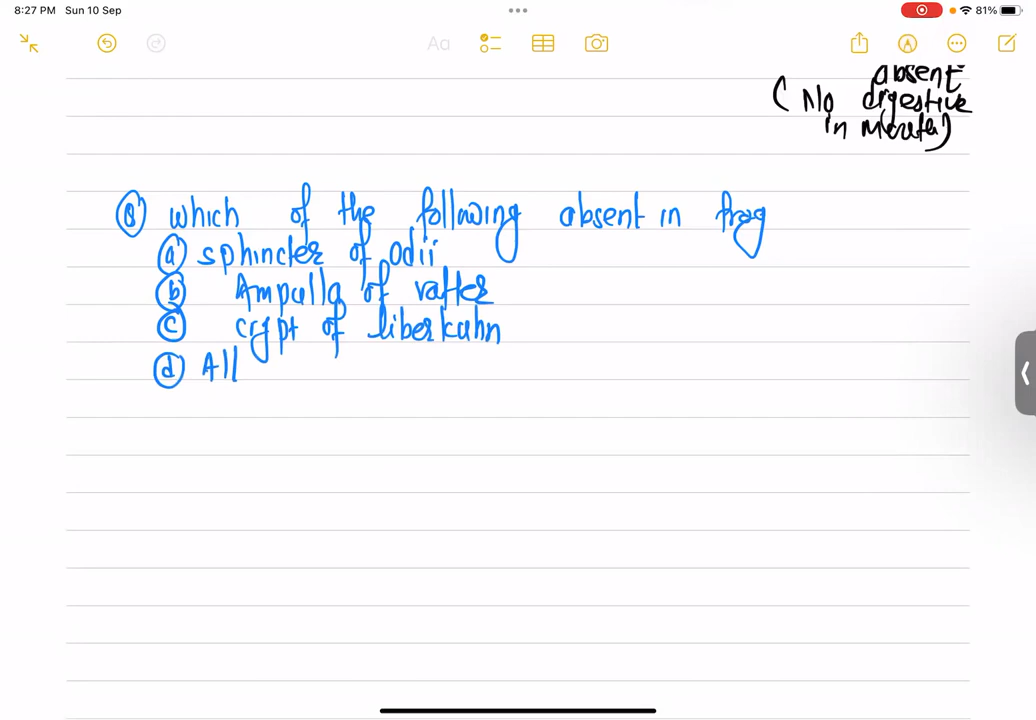 8:27 PM Sun 10 Sep
81%
Aa
absent
( No digestive
in mouth)
Q which of the following absent in frog
a sphincter of odii
b Ampulla of vatter
c crypt of liberkuhn
d All